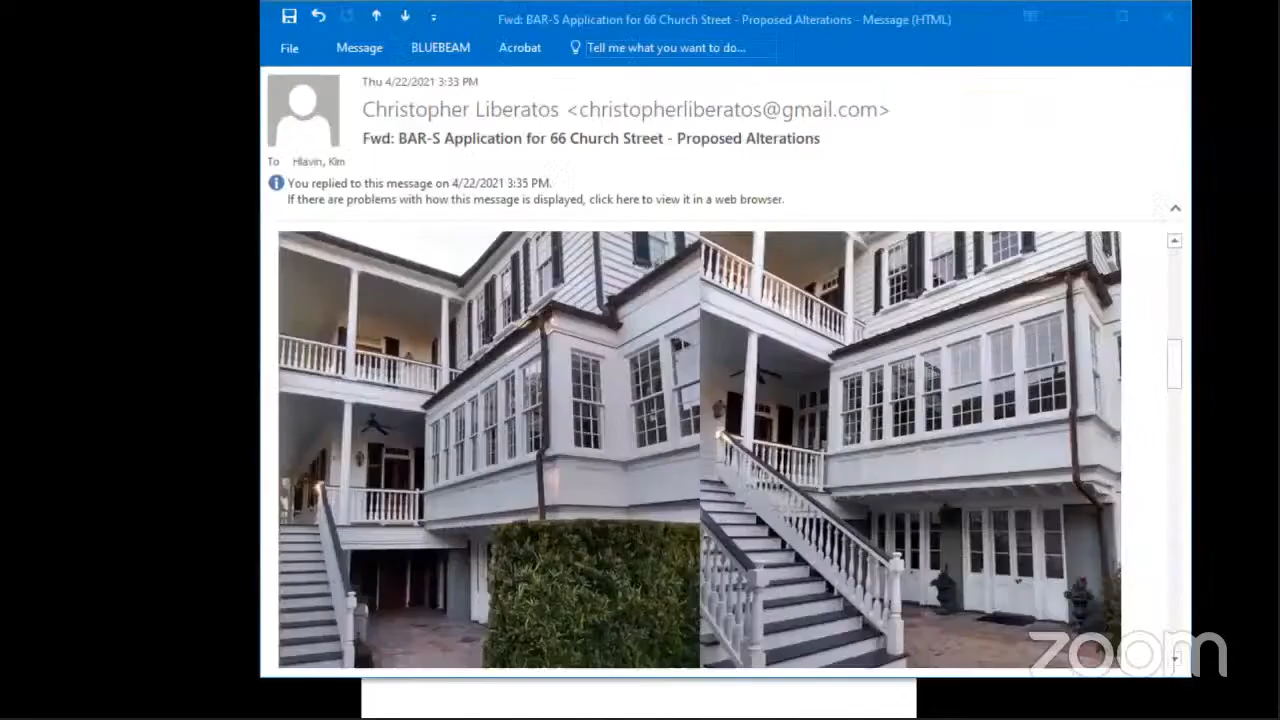 Fwd: BAR-S Application for 66 Church Street - Proposed Alterations - Message (HTML)
File Message BLUEBEAM Acrobat Tell me what you want to do...
Thu 4/22/2021 3:33 PM
Christopher Liberatos <christopherliberatos@gmail.com>
Fwd: BAR-S Application for 66 Church Street - Proposed Alterations
To Hlavin, Kim
You replied to this message on 4/22/2021 3:35 PM.
If there are problems with how this message is displayed, click here to view it in a web browser.
zoom